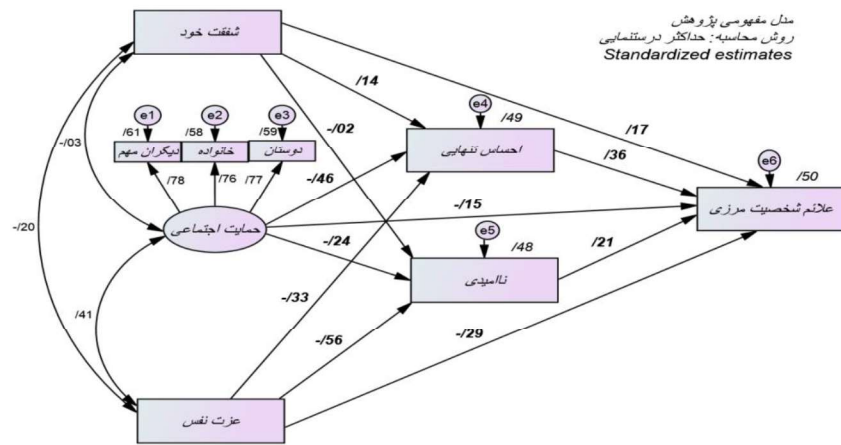 مدل مفهومی پژوهش
روش محاسبه: حداکثر درستنمایی
Standardized estimates
شفقت خود
/14
-/02
/17
e1
e2
e3
/61
/58
/59
دیگران مهم
خانواده
دوستان
/78
/76
/77
حمایت اجتماعی
e4
/49
احساس تنهایی
-/46
/36
-/15
e6
/50
علائم شخصیت مرزی
-/03
-/20
/41
-/24
e5
/48
ناامیدی
/21
-/33
-/56
-/29
عزت نفس